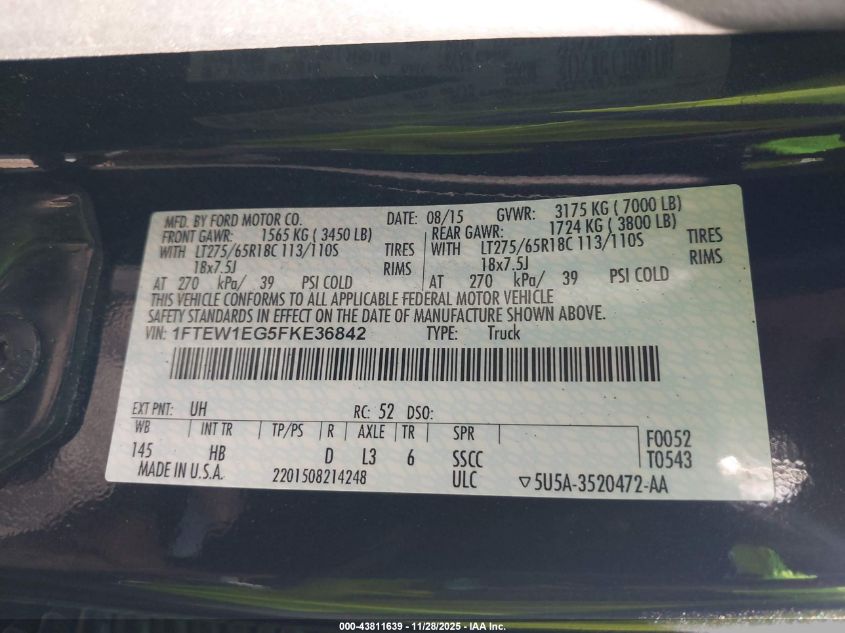 MFD. BY FORD MOTOR CO. DATE: 08/15 GVWR: 3175 KG ( 7000 LB)
FRONT GAWR: 1565 KG ( 3450 LB) REAR GAWR: 1724 KG ( 3800 LB)
WITH LT275/65R18C 113/110S TIRES WITH LT275/65R18C 113/110S TIRES
18x7.5J RIMS 18x7.5J RIMS
AT 270 kPa/ 39 PSI COLD AT 270 kPa/ 39 PSI COLD
THIS VEHICLE CONFORMS TO ALL APPLICABLE FEDERAL MOTOR VEHICLE
SAFETY STANDARDS IN EFFECT ON THE DATE OF MANUFACTURE SHOWN ABOVE.
VIN: 1FTEW1EG5FKE36842 TYPE: Truck
EXT PNT: UH RC: 52 DSO:
WB INT TR TP/PS R AXLE TR SPR F0052
145 HB D L3 6 SSCC T0543
MADE IN U.S.A. 2201508214248 ULC ▽5U5A-3520472-AA
000-43811639 | 11/28/2025 - IAA Inc.